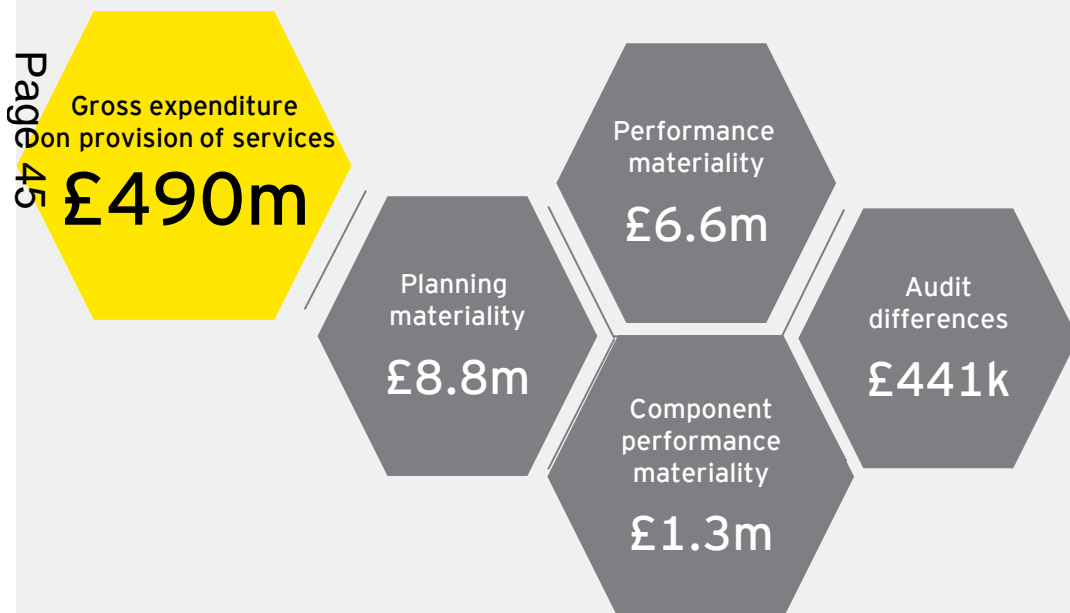 Page 45
Gross expenditure
on provision of services
£490m
Planning
materiality
£8.8m
Performance
materiality
£6.6m
Component
performance
materiality
£1.3m
Audit
differences
£441k